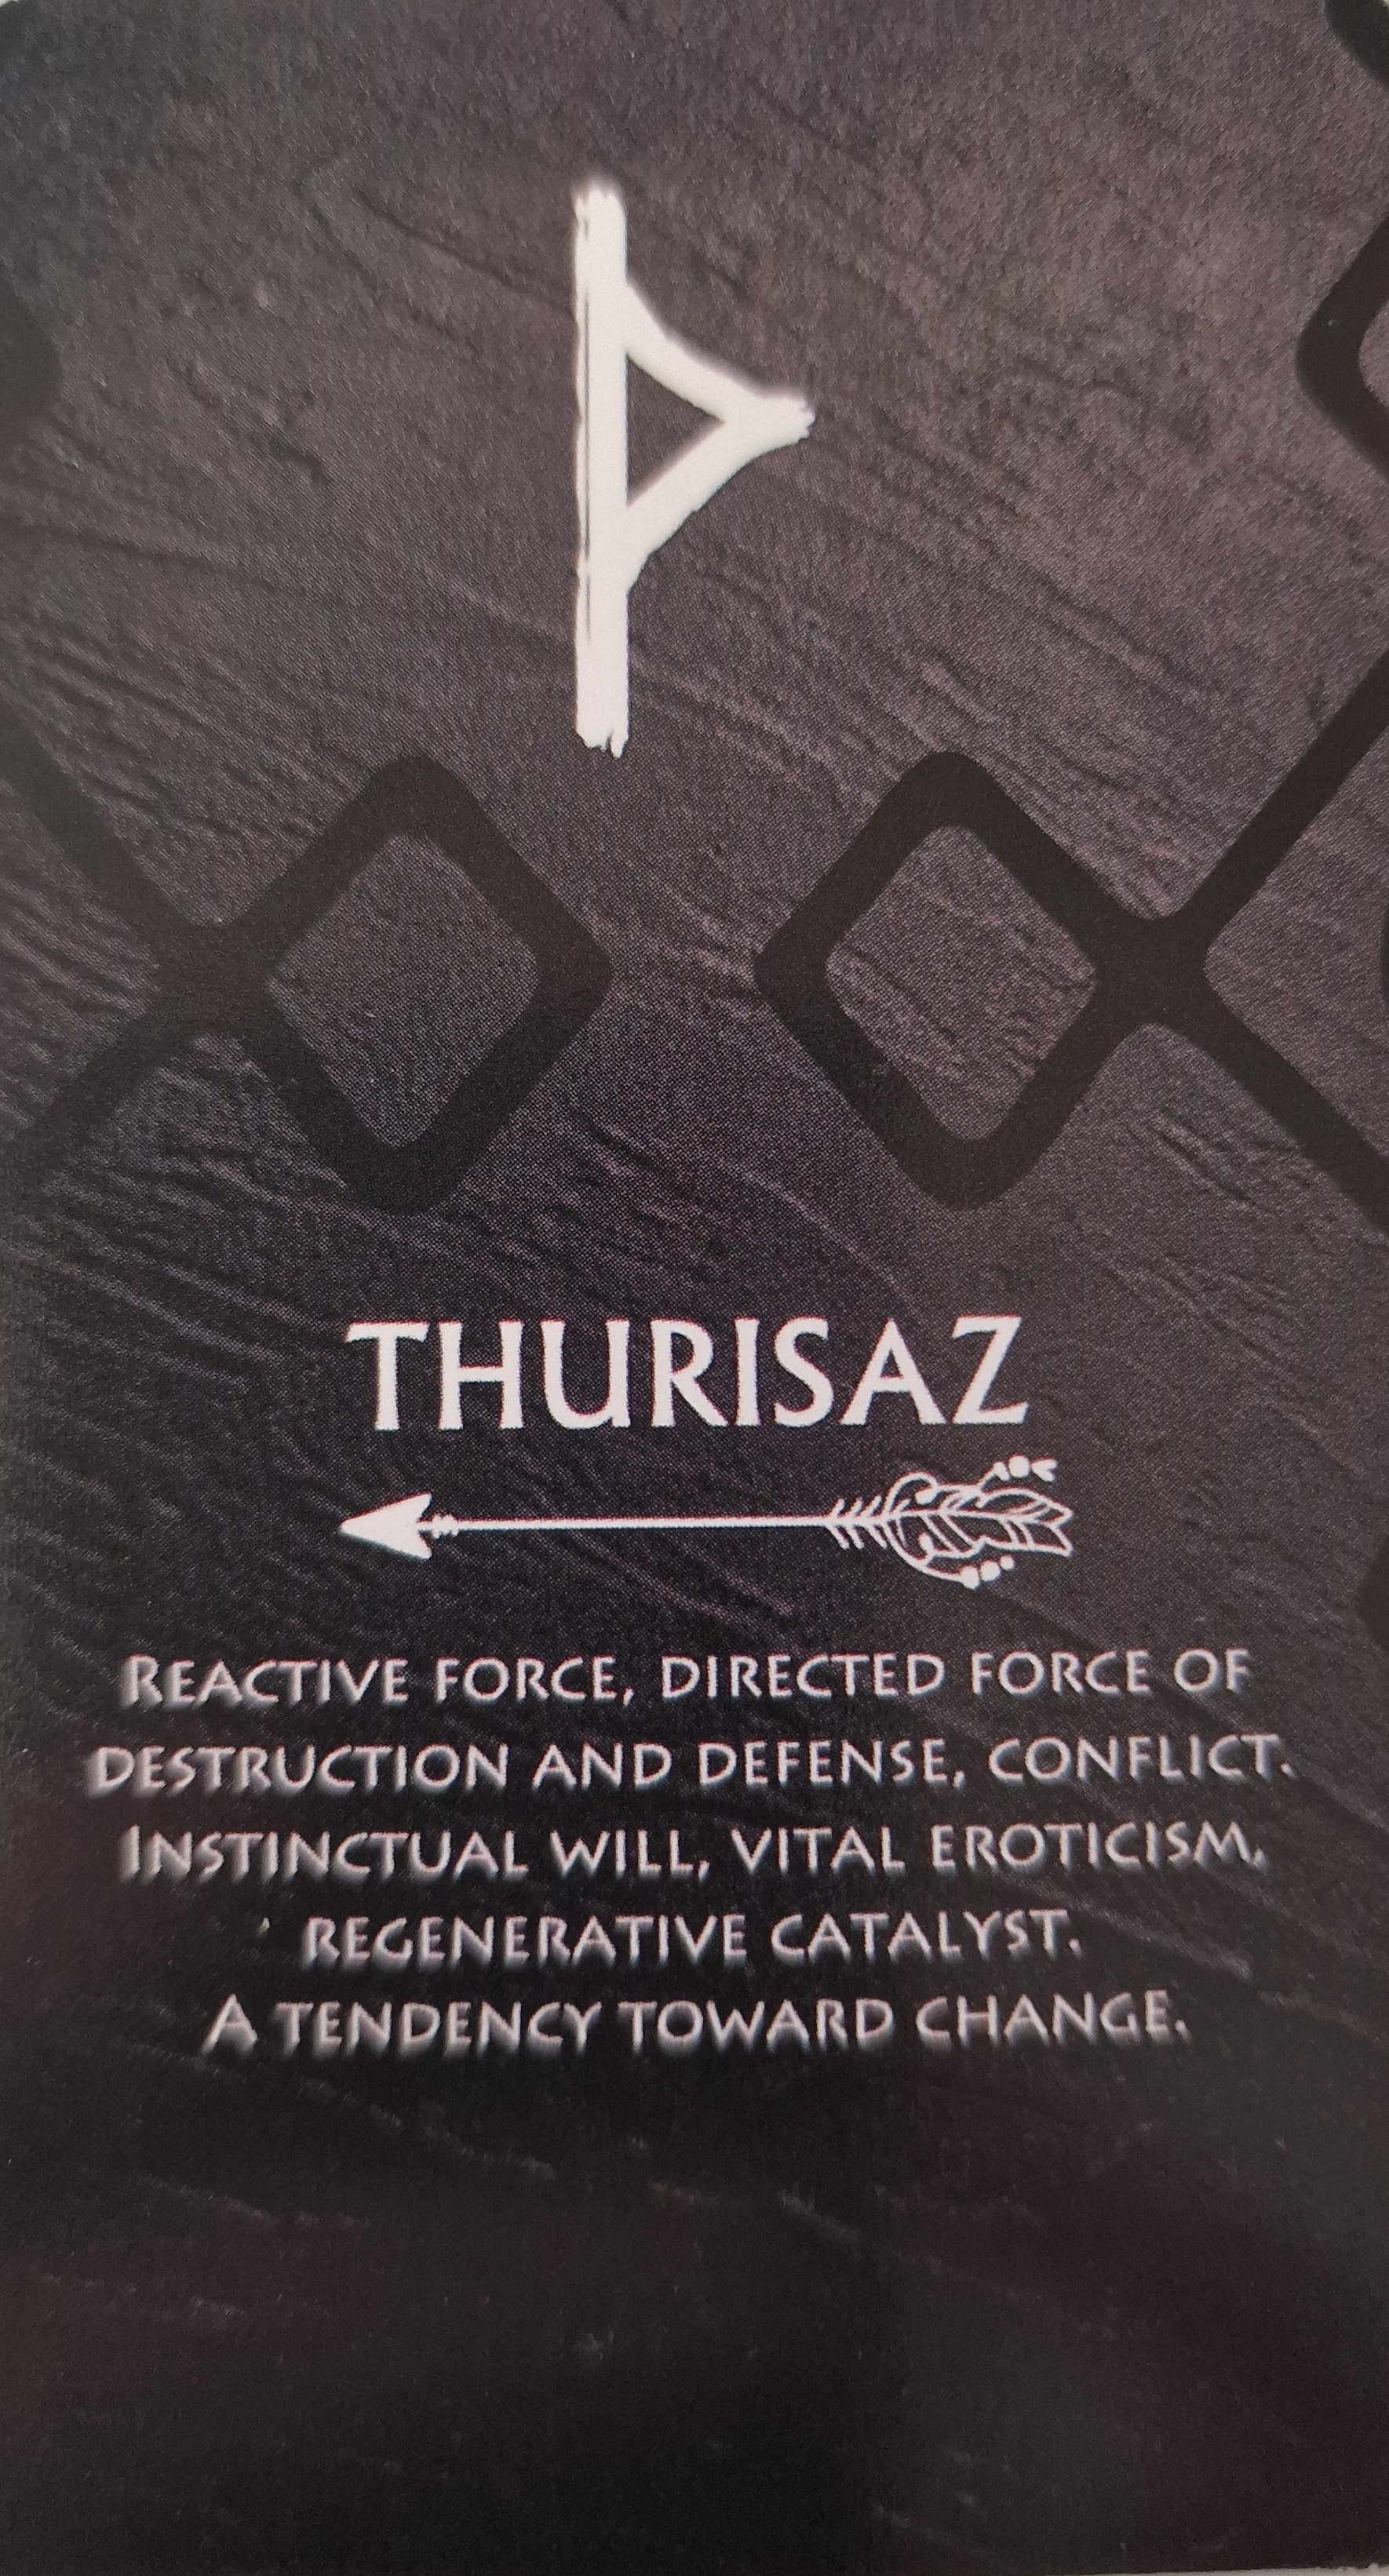 ᚦ
THURISAZ
REACTIVE FORCE, DIRECTED FORCE OF
DESTRUCTION AND DEFENSE, CONFLICT.
INSTINCTUAL WILL, VITAL EROTICISM,
REGENERATIVE CATALYST.
A TENDENCY TOWARD CHANGE.